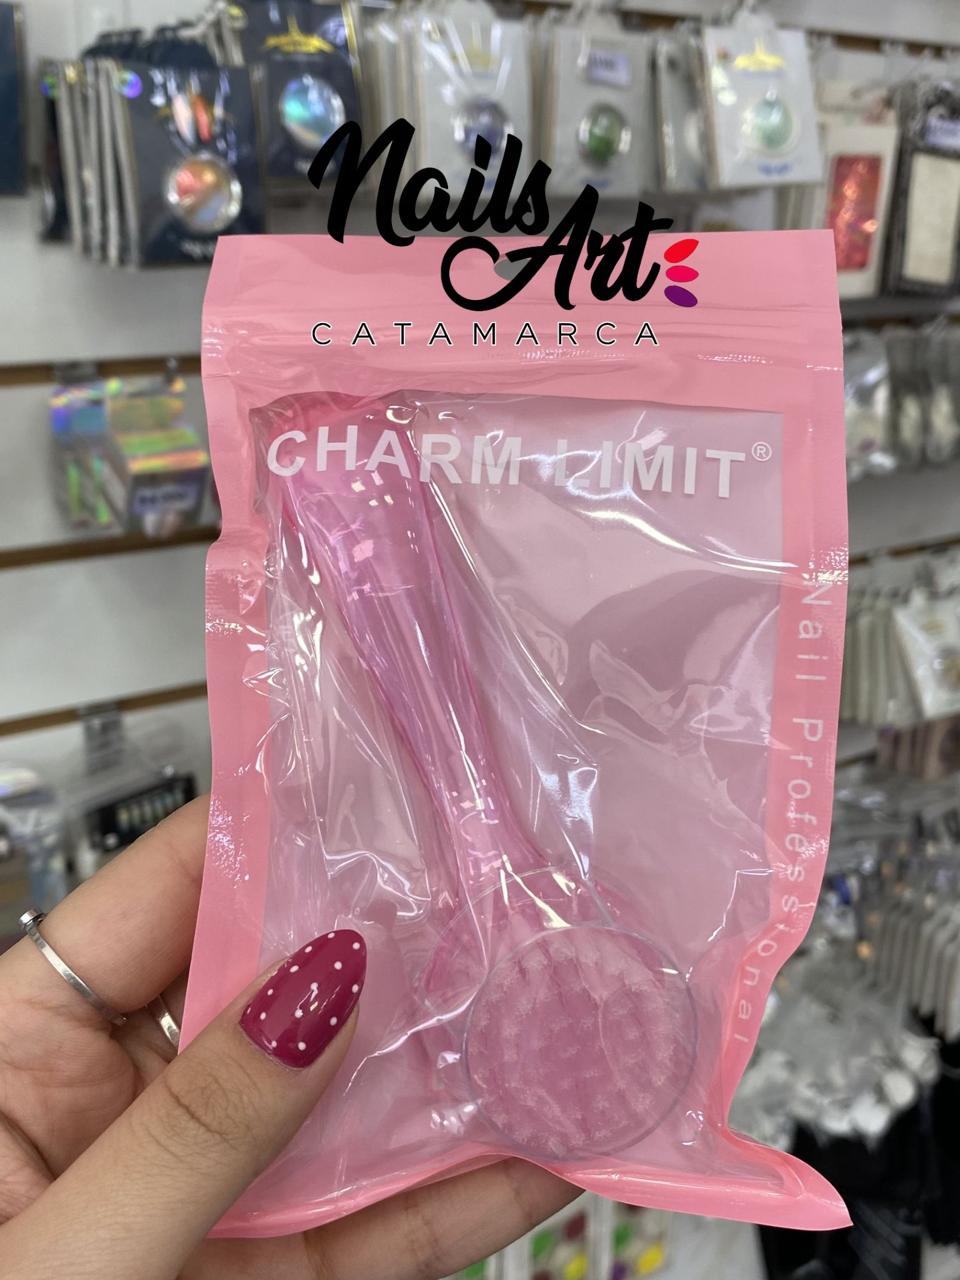 Nails
Art
CATAMARCA
CHARM LIMIT®
Nail Professional